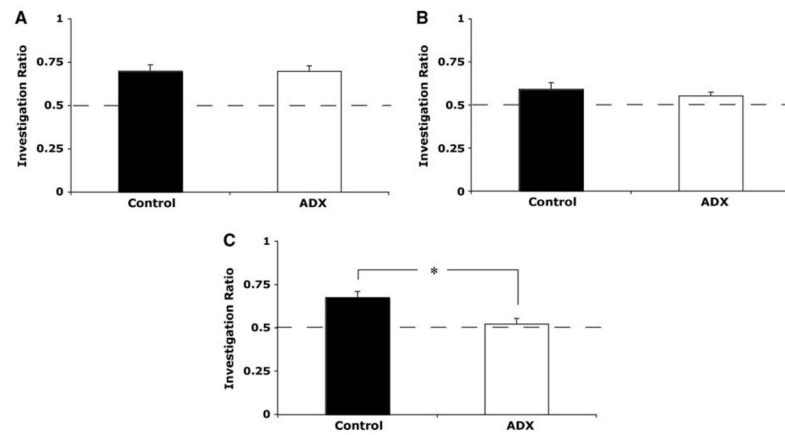 A
Investigation Ratio
1
0.75
0.5
0.25
0
Control ADX
B
Investigation Ratio
1
0.75
0.5
0.25
0
Control ADX
C
Investigation Ratio
1
0.75
0.5
0.25
0
*
Control ADX